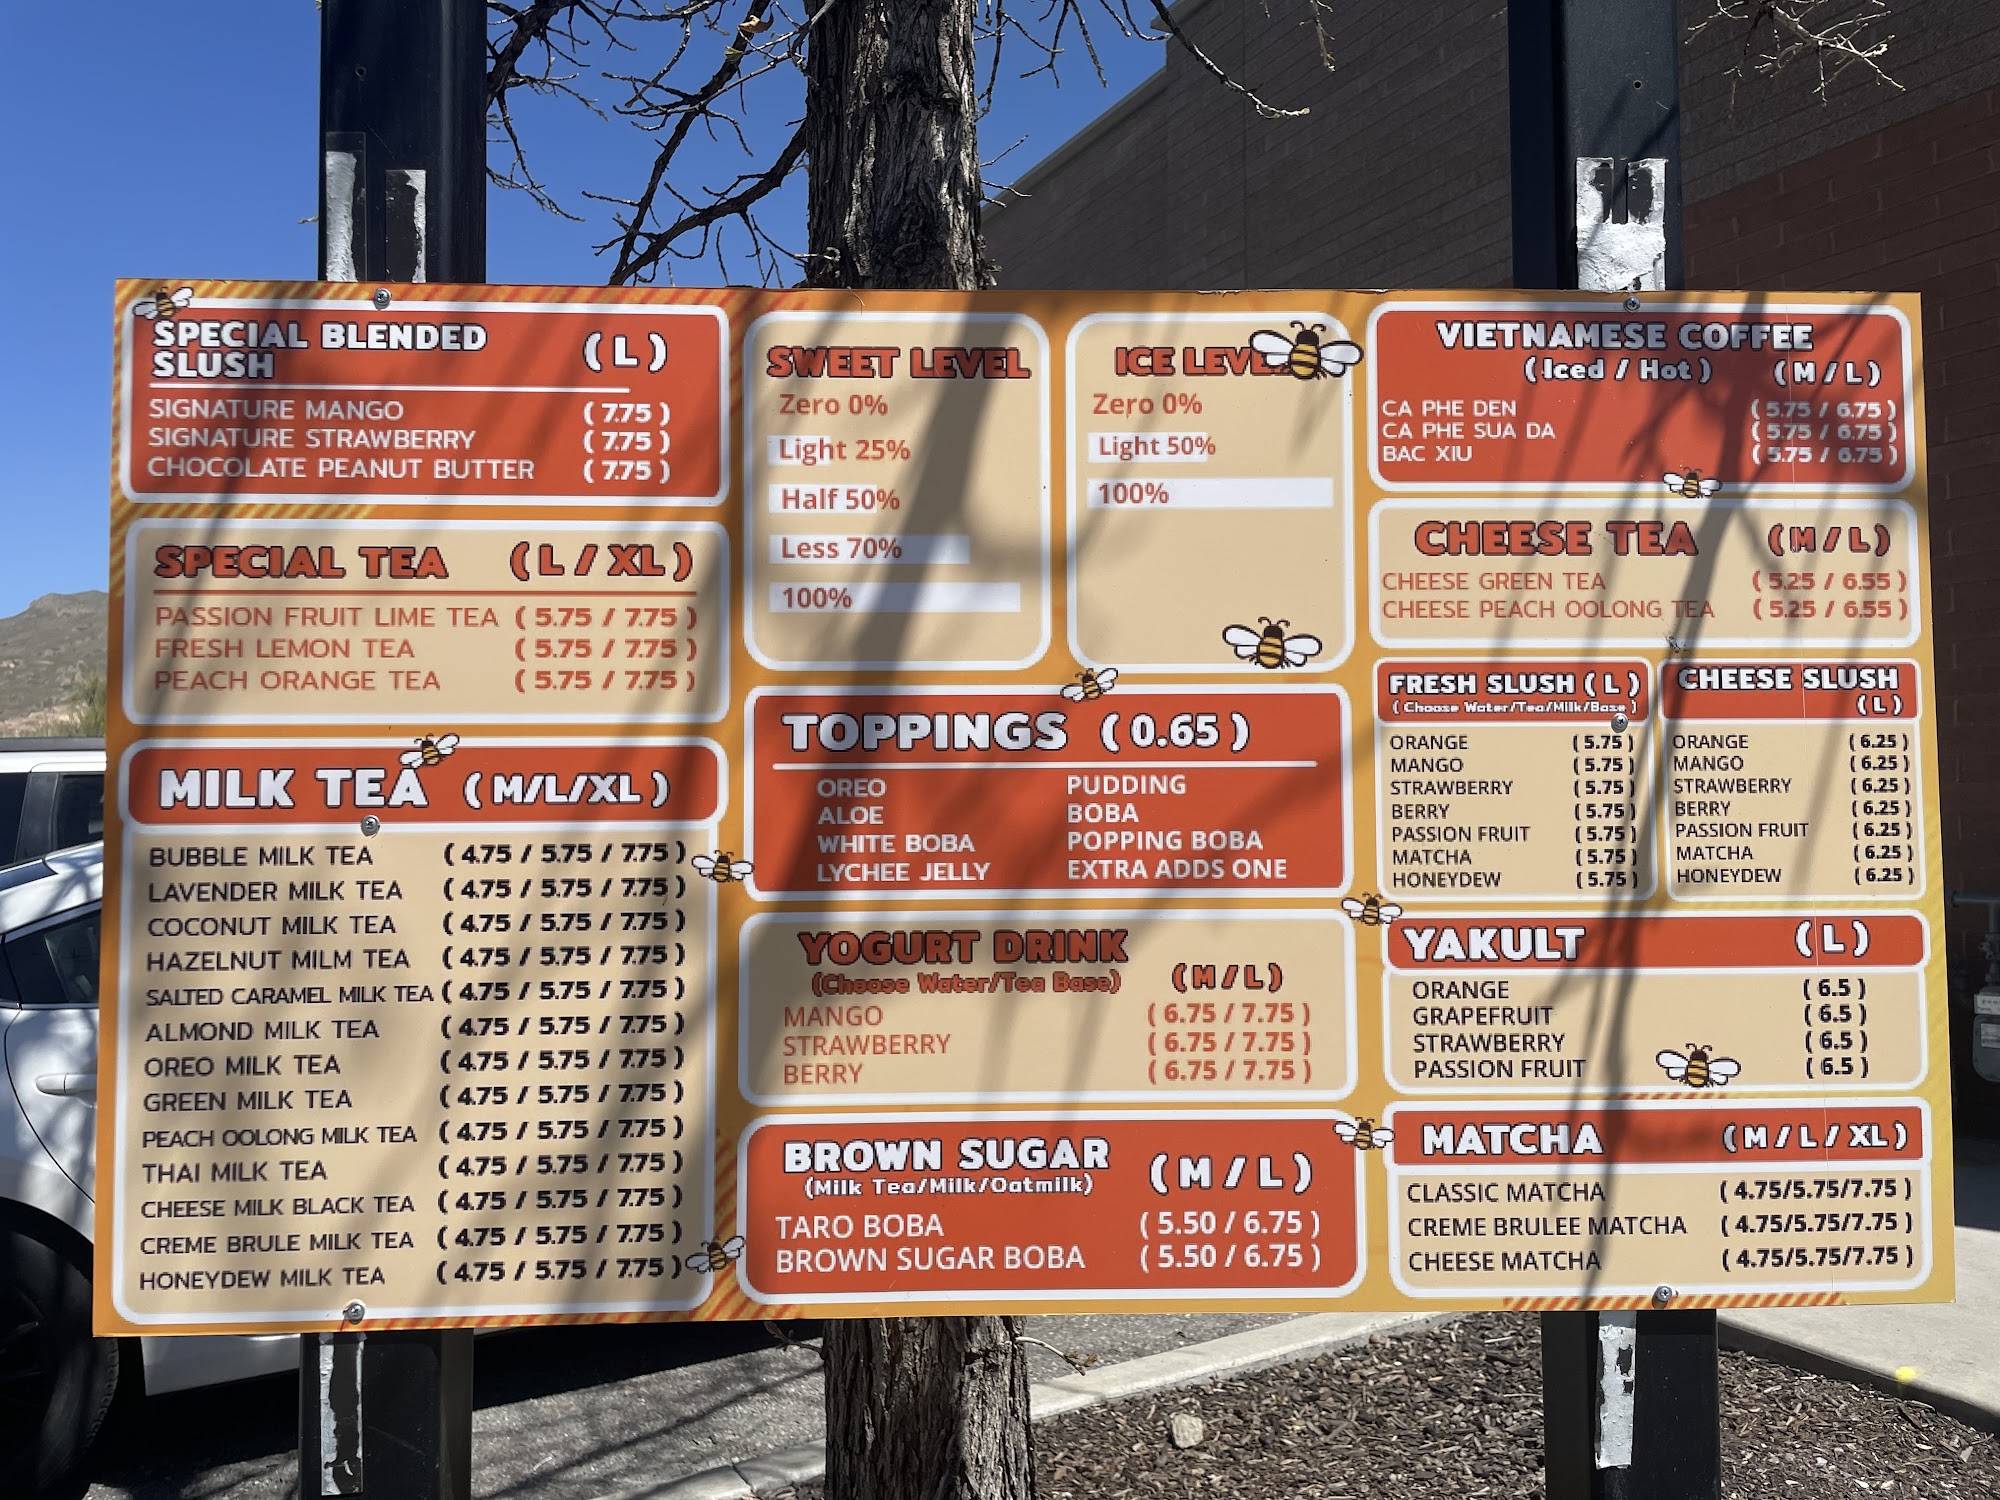 SPECIAL BLENDED
SLUSH
( L )
SIGNATURE MANGO ( 7.75 )
SIGNATURE STRAWBERRY ( 7.75 )
CHOCOLATE PEANUT BUTTER ( 7.75 )
SPECIAL TEA ( L / XL )
PASSION FRUIT LIME TEA ( 5.75 / 7.75 )
FRESH LEMON TEA ( 5.75 / 7.75 )
PEACH ORANGE TEA ( 5.75 / 7.75 )
MILK TEA ( M/L/XL )
BUBBLE MILK TEA ( 4.75 / 5.75 / 7.75 )
LAVENDER MILK TEA ( 4.75 / 5.75 / 7.75 )
COCONUT MILK TEA ( 4.75 / 5.75 / 7.75 )
HAZELNUT MILM TEA ( 4.75 / 5.75 / 7.75 )
SALTED CARAMEL MILK TEA ( 4.75 / 5.75 / 7.75 )
ALMOND MILK TEA ( 4.75 / 5.75 / 7.75 )
OREO MILK TEA ( 4.75 / 5.75 / 7.75 )
GREEN MILK TEA ( 4.75 / 5.75 / 7.75 )
PEACH OOLONG MILK TEA ( 4.75 / 5.75 / 7.75 )
THAI MILK TEA ( 4.75 / 5.75 / 7.75 )
CHEESE MILK BLACK TEA ( 4.75 / 5.75 / 7.75 )
CREME BRULE MILK TEA ( 4.75 / 5.75 / 7.75 )
HONEYDEW MILK TEA ( 4.75 / 5.75 / 7.75 )
SWEET LEVEL
Zero 0%
Light 25%
Half 50%
Less 70%
100%
ICE LEVEL
Zero 0%
Light 50%
100%
TOPPINGS ( 0.65 )
OREO PUDDING
ALOE BOBA
WHITE BOBA POPPING BOBA
LYCHEE JELLY EXTRA ADDS ONE
YOGURT DRINK
(Choose Water/Tea Base) ( M / L )
MANGO ( 6.75 / 7.75 )
STRAWBERRY ( 6.75 / 7.75 )
BERRY ( 6.75 / 7.75 )
BROWN SUGAR ( M / L )
(Milk Tea/Milk/Oatmilk)
TARO BOBA ( 5.50 / 6.75 )
BROWN SUGAR BOBA ( 5.50 / 6.75 )
VIETNAMESE COFFEE
( Iced / Hot ) ( M / L )
CA PHE DEN ( 5.75 / 6.75 )
CA PHE SUA DA ( 5.75 / 6.75 )
BAC XIU ( 5.75 / 6.75 )
CHEESE TEA ( M / L )
CHEESE GREEN TEA ( 5.25 / 6.55 )
CHEESE PEACH OOLONG TEA ( 5.25 / 6.55 )
FRESH SLUSH ( L )
( Choose Water/Tea/Milk/Base )
ORANGE ( 5.75 )
MANGO ( 5.75 )
STRAWBERRY ( 5.75 )
BERRY ( 5.75 )
PASSION FRUIT ( 5.75 )
MATCHA ( 5.75 )
HONEYDEW ( 5.75 )
CHEESE SLUSH
( L )
ORANGE ( 6.25 )
MANGO ( 6.25 )
STRAWBERRY ( 6.25 )
BERRY ( 6.25 )
PASSION FRUIT ( 6.25 )
MATCHA ( 6.25 )
HONEYDEW ( 6.25 )
YAKULT ( L )
ORANGE ( 6.5 )
GRAPEFRUIT ( 6.5 )
STRAWBERRY ( 6.5 )
PASSION FRUIT ( 6.5 )
MATCHA ( M / L / XL )
CLASSIC MATCHA ( 4.75/5.75/7.75 )
CREME BRULEE MATCHA ( 4.75/5.75/7.75 )
CHEESE MATCHA ( 4.75/5.75/7.75 )